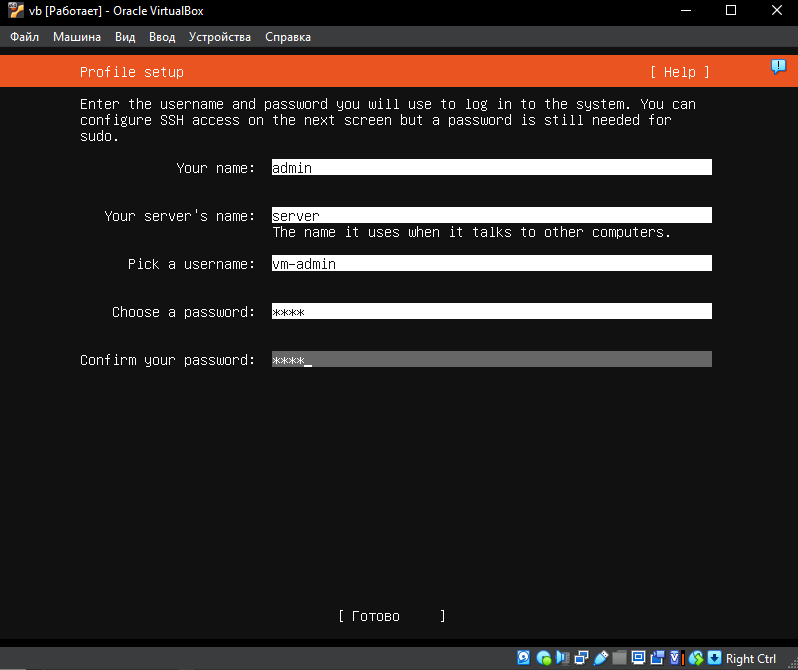 vb [Работает] - Oracle VirtualBox
Файл Машина Вид Ввод Устройства Справка
Profile setup [ Help ]
Enter the username and password you will use to log in to the system. You can
configure SSH access on the next screen but a password is still needed for
sudo.
Your name: admin
Your server's name: server
The name it uses when it talks to other computers.
Pick a username: vm-admin
Choose a password: ****
Confirm your password: ****_
[ Готово ]
Right Ctrl